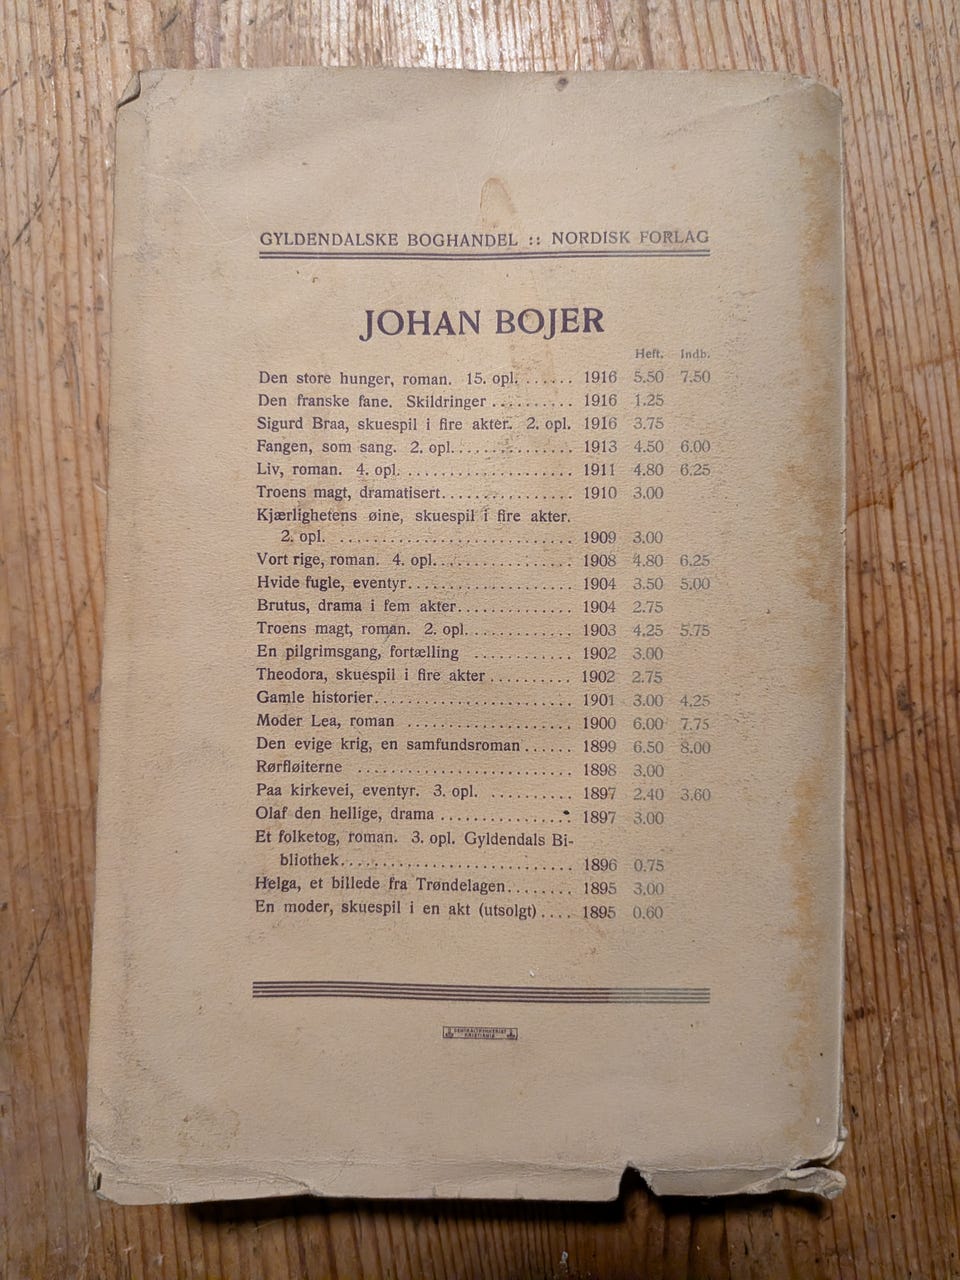 GYLDENDALSKE BOGHANDEL :: NORDISK FORLAG
JOHAN BOJER
Heft. Indb.
Den store hunger, roman. 15. opl. ...... 1916 5.50 7.50
Den franske fane. Skildringer .......... 1916 1.25
Sigurd Braa, skuespil i fire akter. 2. opl. 1916 3.75
Fangen, som sang. 2. opl. .............. 1913 4.50 6.00
Liv, roman. 4. opl. .................... 1911 4.80 6.25
Troens magt, dramatisert ............... 1910 3.00
Kjærlighetens øine, skuespil i fire akter.
2. opl. ........................... 1909 3.00
Vort rige, roman. 4. opl. .............. 1908 4.80 6.25
Hvide fugle, eventyr ................... 1904 3.50 5.00
Brutus, drama i fem akter .............. 1904 2.75
Troens magt, roman. 2. opl. ............ 1903 4.25 5.75
En pilgrimsgang, fortælling ............ 1902 3.00
Theodora, skuespil i fire akter .......... 1902 2.75
Gamle historier ........................ 1901 3.00 4.25
Moder Lea, roman ..................... 1900 6.00 7.75
Den evige krig, en samfundsroman ...... 1899 6.50 8.00
Rørfløiterne ........................... 1898 3.00
Paa kirkevei, eventyr. 3. opl. .......... 1897 2.40 3.60
Olaf den hellige, drama ................ 1897 3.00
Et folketog, roman. 3. opl. Gyldendals Bi-
bliothek ........................... 1896 0.75
Helga, et billede fra Trøndelagen ........ 1895 3.00
En moder, skuespil i en akt (utsolgt) .... 1895 0.60
CENTRALTRYKKERIET
KRISTIANIA